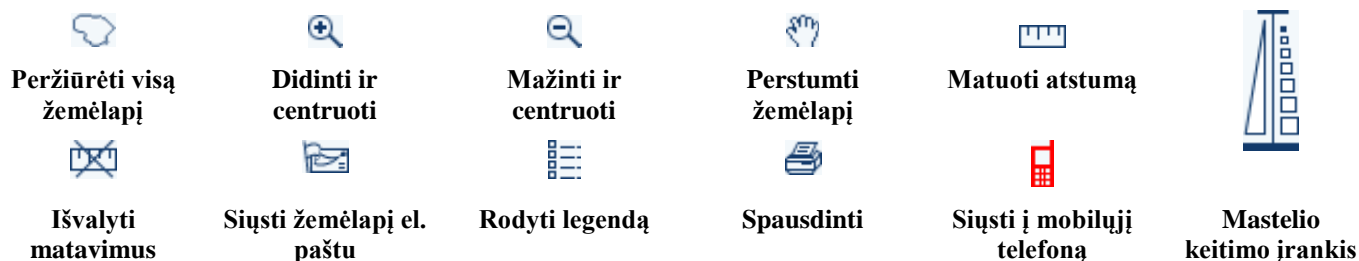 Peržiūrėti visą
žemėlapį
Didinti ir
centruoti
Mažinti ir
centruoti
Perstumti
žemėlapį
Matuoti atstumą
Išvalyti
matavimus
Siųsti žemėlapį el.
paštu
Rodyti legendą
Spausdinti
Siųsti į mobilųjį
telefoną
Mastelio
keitimo įrankis